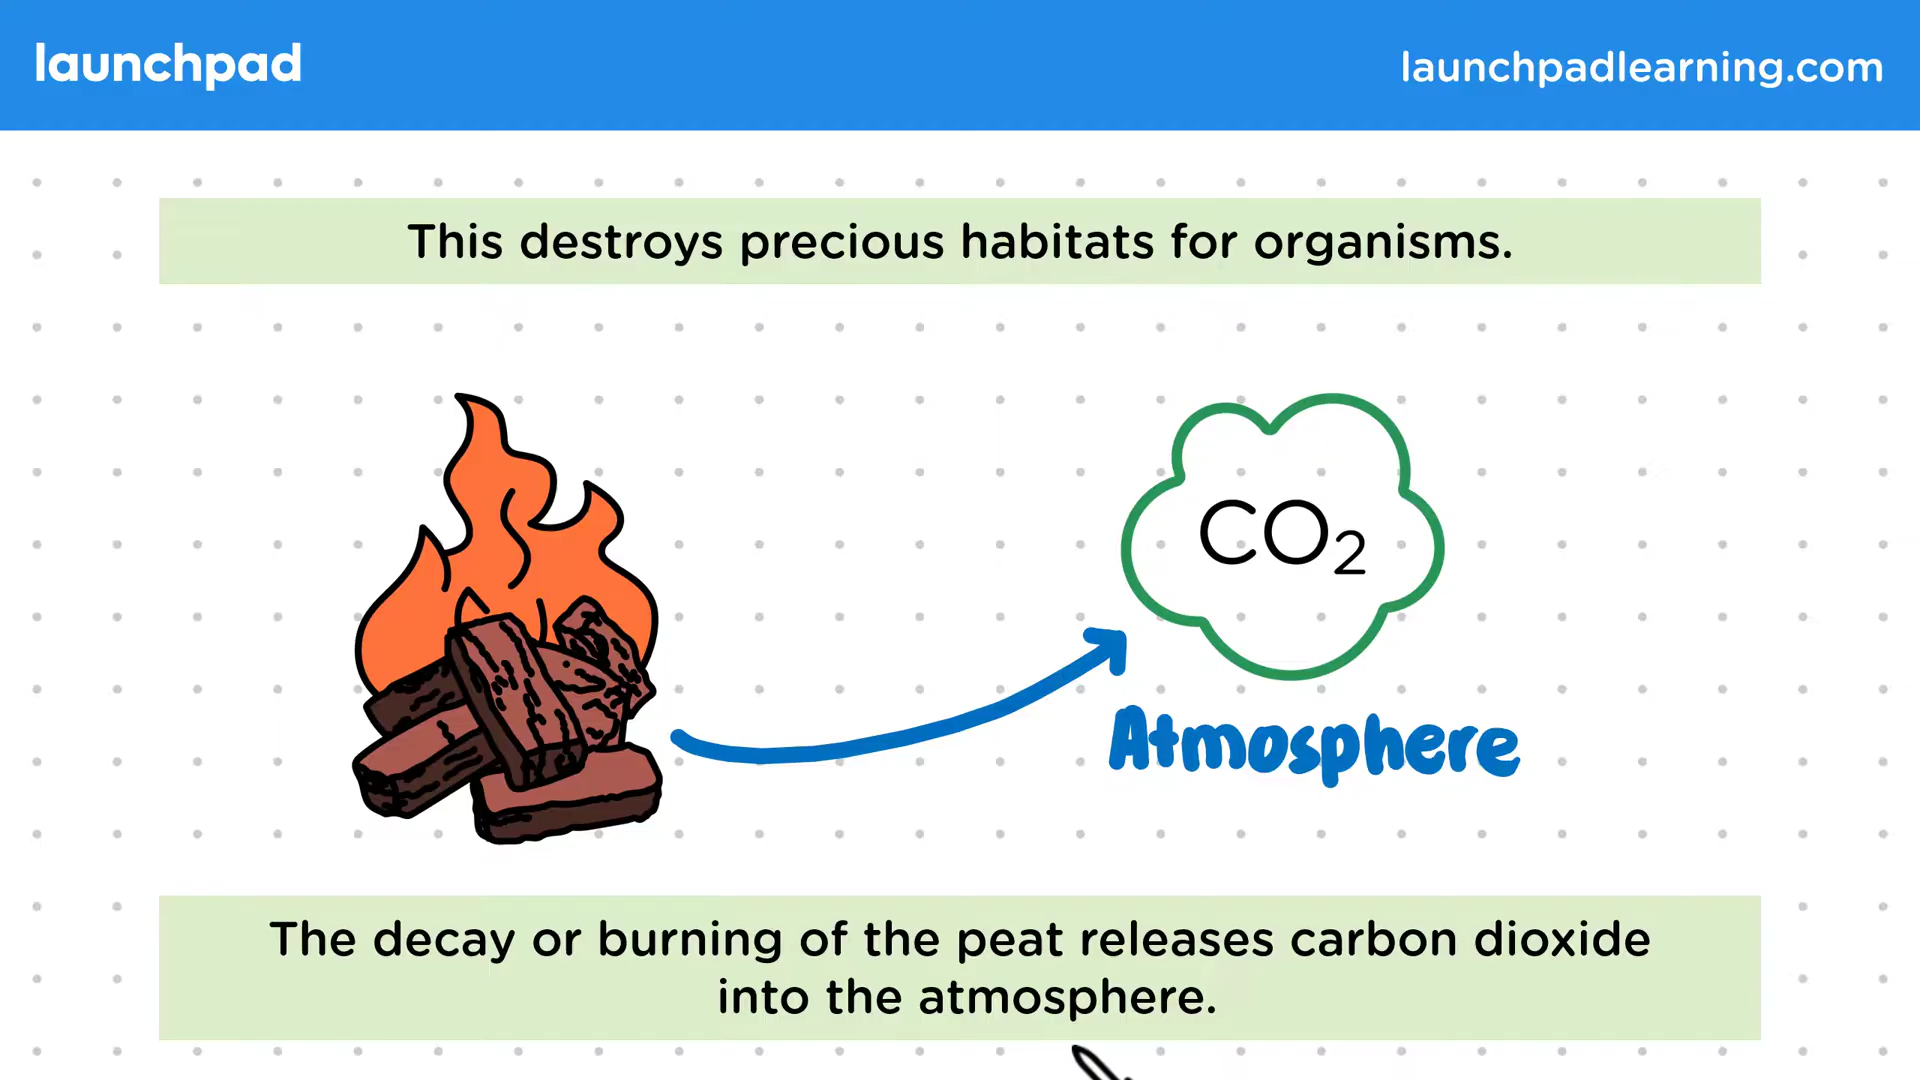 launchpad
launchpadlearning.com
This destroys precious habitats for organisms.
CO₂
Atmosphere
The decay or burning of the peat releases carbon dioxide
into the atmosphere.